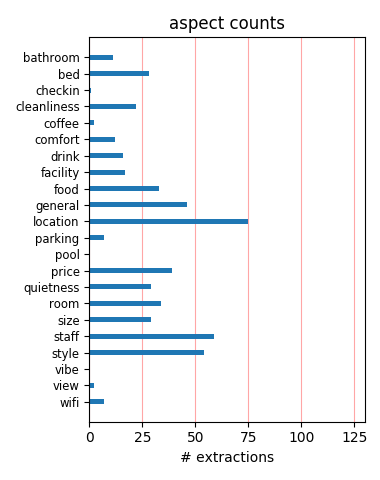 aspect counts
bathroom
bed
checkin
cleanliness
coffee
comfort
drink
facility
food
general
location
parking
pool
price
quietness
room
size
staff
style
vibe
view
wifi
0 25 50 75 100 125
# extractions